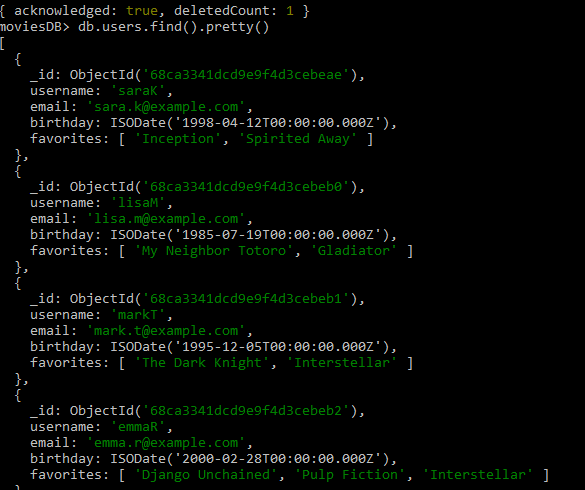 { acknowledged: true, deletedCount: 1 }
moviesDB> db.users.find().pretty()
[
  {
    _id: ObjectId('68ca3341dcd9e9f4d3cebeae'),
    username: 'saraK',
    email: 'sara.k@example.com',
    birthday: ISODate('1998-04-12T00:00:00.000Z'),
    favorites: [ 'Inception', 'Spirited Away' ]
  },
  {
    _id: ObjectId('68ca3341dcd9e9f4d3cebeb0'),
    username: 'lisaM',
    email: 'lisa.m@example.com',
    birthday: ISODate('1985-07-19T00:00:00.000Z'),
    favorites: [ 'My Neighbor Totoro', 'Gladiator' ]
  },
  {
    _id: ObjectId('68ca3341dcd9e9f4d3cebeb1'),
    username: 'markT',
    email: 'mark.t@example.com',
    birthday: ISODate('1995-12-05T00:00:00.000Z'),
    favorites: [ 'The Dark Knight', 'Interstellar' ]
  },
  {
    _id: ObjectId('68ca3341dcd9e9f4d3cebeb2'),
    username: 'emmaR',
    email: 'emma.r@example.com',
    birthday: ISODate('2000-02-28T00:00:00.000Z'),
    favorites: [ 'Django Unchained', 'Pulp Fiction', 'Interstellar' ]
  },